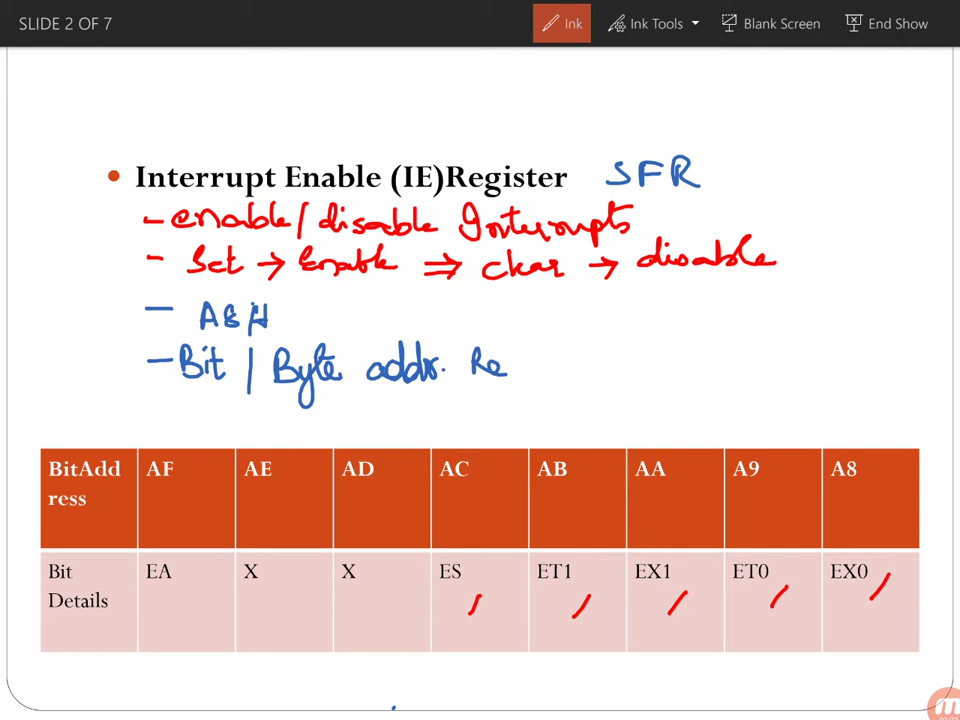 SLIDE 2 OF 7 Ink Ink Tools Blank Screen End Show
• Interrupt Enable (IE)Register SFR
- enable/disable Interrupts
- Set → Enable ⇒ clear → disable
- A8H
- Bit / Byte addr. Re
BitAddress AF AE AD AC AB AA A9 A8
Bit Details EA X X ES ET1 EX1 ET0 EX0